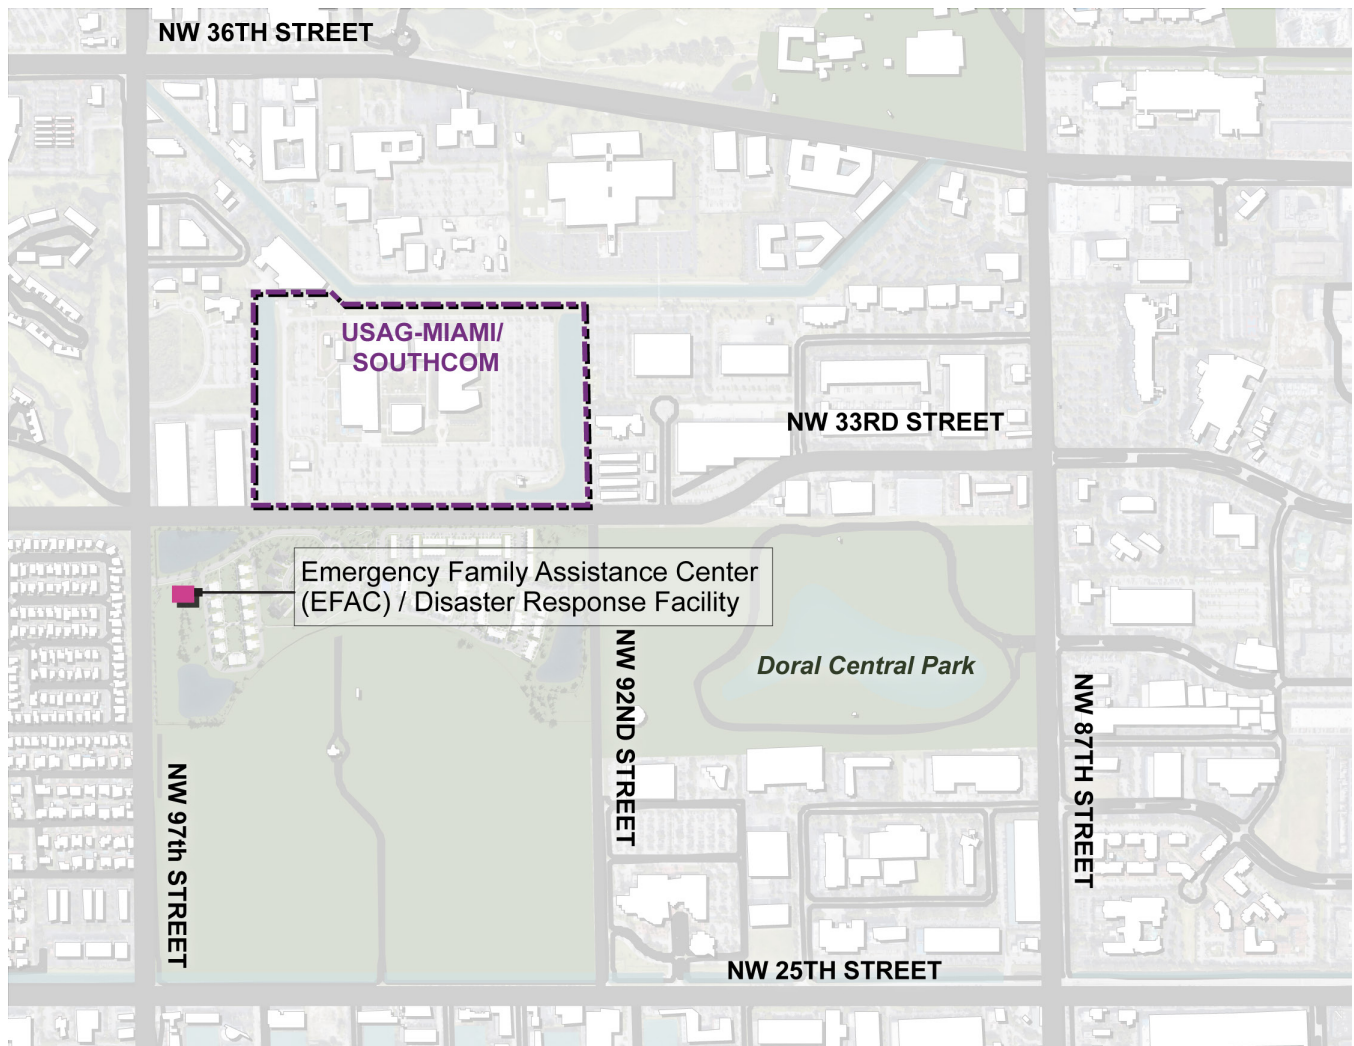 NW 36TH STREET
USAG-MIAMI/
SOUTHCOM
NW 33RD STREET
Emergency Family Assistance Center
(EFAC) / Disaster Response Facility
NW 92ND STREET
Doral Central Park
NW 87TH STREET
NW 97th STREET
NW 25TH STREET